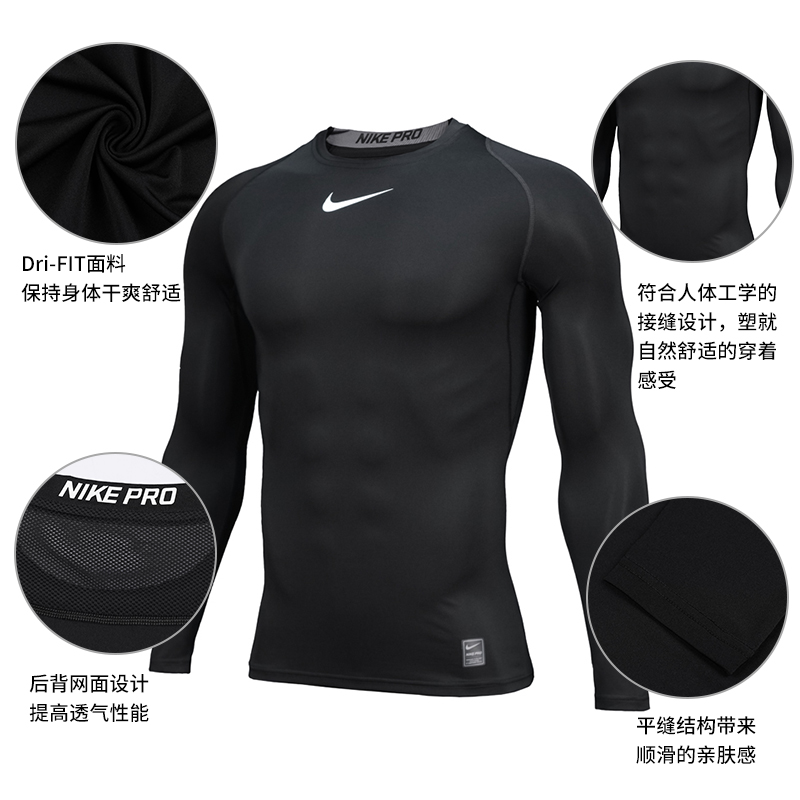 NIKE PRO
Dri-FIT面料
保持身体干爽舒适
符合人体工学的
接缝设计，塑就
自然舒适的穿着
感受
NIKE PRO
后背网面设计
提高透气性能
NIKE PRO
平缝结构带来
顺滑的亲肤感